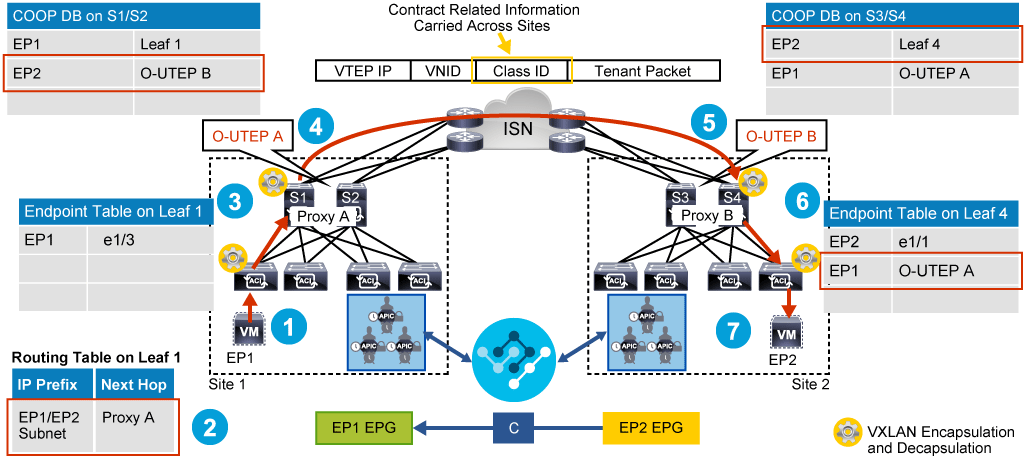 COOP DB on S1/S2
EP1 Leaf 1
EP2 O-UTEP B
Contract Related Information
Carried Across Sites
VTEP IP VNID Class ID Tenant Packet
COOP DB on S3/S4
EP2 Leaf 4
EP1 O-UTEP A
ISN
4
5
O-UTEP A
O-UTEP B
3
S1 S2
Proxy A
S3 S4
Proxy B
6
Endpoint Table on Leaf 1
EP1 e1/3
Endpoint Table on Leaf 4
EP2 e1/1
EP1 O-UTEP A
ACI ACI ACI ACI
ACI ACI ACI ACI
VM
EP1
1
APIC
APIC APIC
APIC
APIC APIC
7
VM
EP2
Site 1
Site 2
Routing Table on Leaf 1
IP Prefix Next Hop
EP1/EP2
Subnet
Proxy A
2
EP1 EPG C EP2 EPG
VXLAN Encapsulation
and Decapsulation